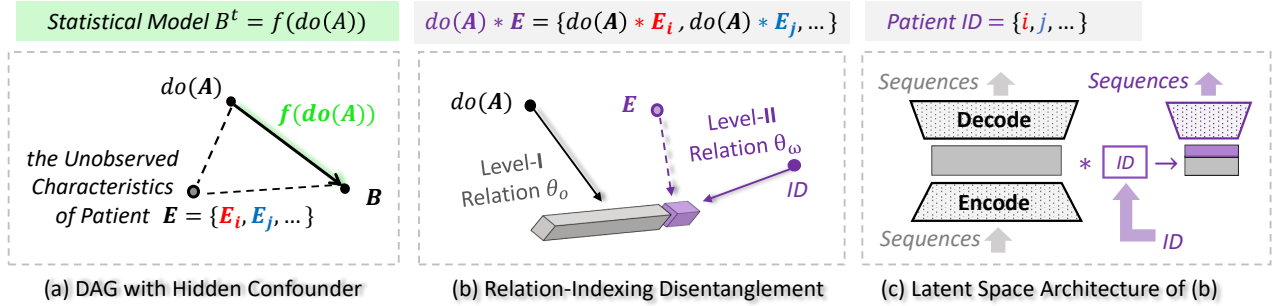 Statistical Model B^t = f(do(A))
do(A) * E = {do(A) * E_i , do(A) * E_j, … }
Patient ID = {i, j, … }
do(A)
f(do(A))
the Unobserved
Characteristics
of Patient E = {E_i, E_j, … }
B
(a) DAG with Hidden Confounder
do(A)
E
Level-I
Relation θ_o
Level-II
Relation θ_ω
ID
(b) Relation-Indexing Disentanglement
Sequences
Sequences
Decode
* ID →
Encode
ID
Sequences
(c) Latent Space Architecture of (b)